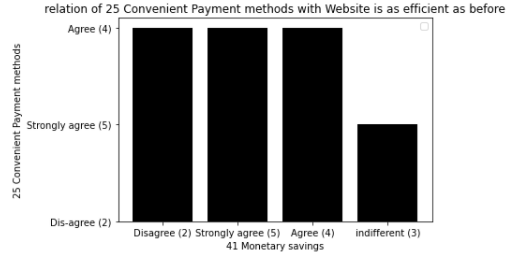 relation of 25 Convenient Payment methods with Website is as efficient as before
Agree (4)
Strongly agree (5)
Dis-agree (2)
25 Convenient Payment methods
Disagree (2) Strongly agree (5) Agree (4) indifferent (3)
41 Monetary savings